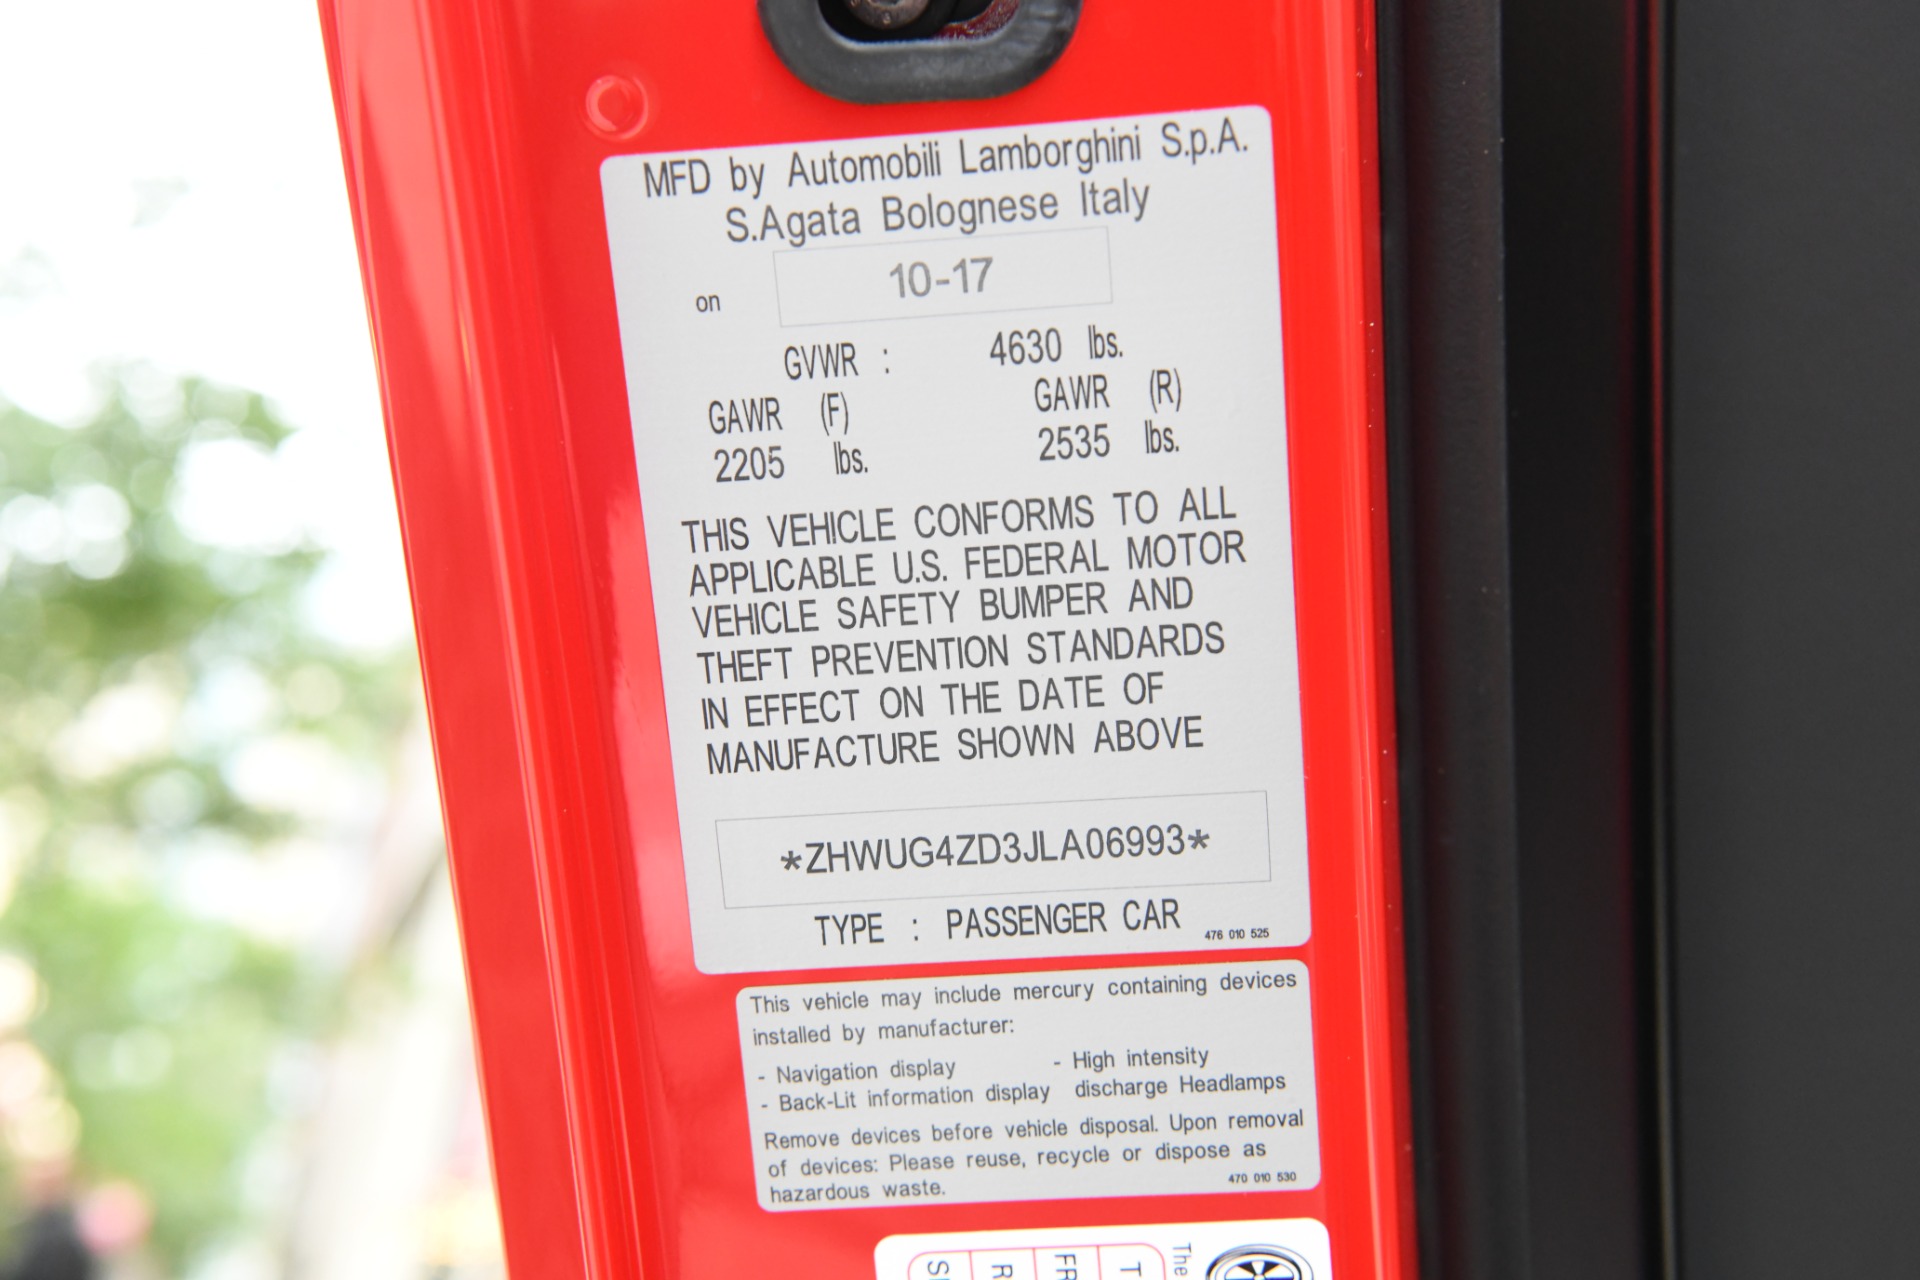 MFD by Automobili Lamborghini S.p.A.
S.Agata Bolognese Italy
on 10-17
GVWR : 4630 lbs.
GAWR (F) GAWR (R)
2205 lbs. 2535 lbs.
THIS VEHICLE CONFORMS TO ALL
APPLICABLE U.S. FEDERAL MOTOR
VEHICLE SAFETY BUMPER AND
THEFT PREVENTION STANDARDS
IN EFFECT ON THE DATE OF
MANUFACTURE SHOWN ABOVE
*ZHWUG4ZD3JLA06993*
TYPE : PASSENGER CAR 476 010 525
This vehicle may include mercury containing devices
installed by manufacturer:
- Navigation display - High intensity
- Back-Lit information display discharge Headlamps
Remove devices before vehicle disposal. Upon removal
of devices: Please reuse, recycle or dispose as
hazardous waste. 470 010 530
The